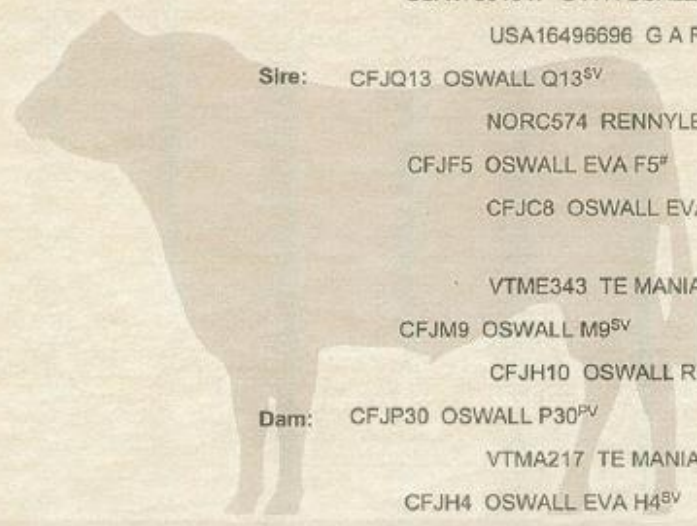 USA16496696 G A
Sire: CFJQ13 OSWALL Q13SV
NORC574 RENNYLE
CFJF5 OSWALL EVA F5#
CFJC8 OSWALL EVA
VTME343 TE MANIA
CFJM9 OSWALL M9SV
CFJH10 OSWALL R
Dam: CFJP30 OSWALL P30PV
VTMA217 TE MANIA
CFJH4 OSWALL EVA H4SV